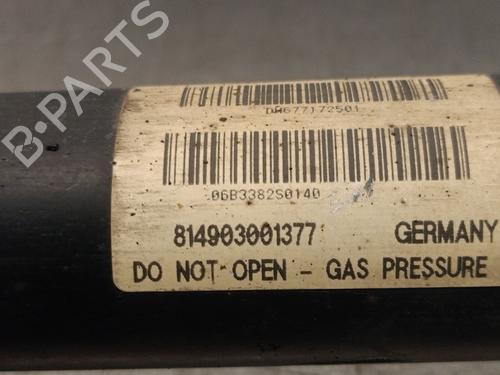 B-PARTS
DA677172501
06B3382S0140
814903001377 GERMANY
DO NOT OPEN - GAS PRESSURE